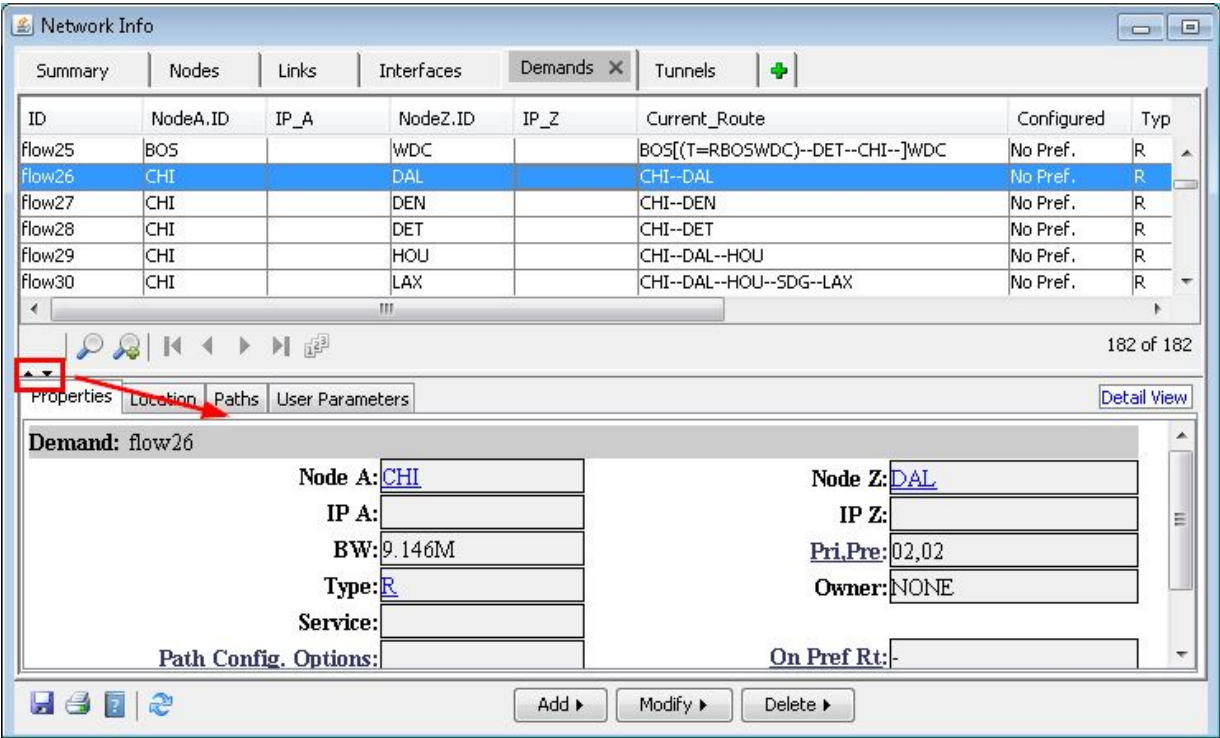 Network Info
Summary Nodes Links Interfaces Demands Tunnels
ID NodeA.ID IP_A NodeZ.ID IP_Z Current_Route Configured Typ
flow25 BOS WDC BOS[(T=RBOSWDC)--DET--CHI--]WDC No Pref. R
flow26 CHI DAL CHI--DAL No Pref. R
flow27 CHI DEN CHI--DEN No Pref. R
flow28 CHI DET CHI--DET No Pref. R
flow29 CHI HOU CHI--DAL--HOU No Pref. R
flow30 CHI LAX CHI--DAL--HOU--SDG--LAX No Pref. R
182 of 182
Properties Location Paths User Parameters Detail View
Demand: flow26
Node A: CHI Node Z: DAL
IP A: IP Z:
BW: 9.146M Pri,Pre: 02,02
Type: R Owner: NONE
Service:
Path Config. Options: On Pref Rt: -
Add Modify Delete